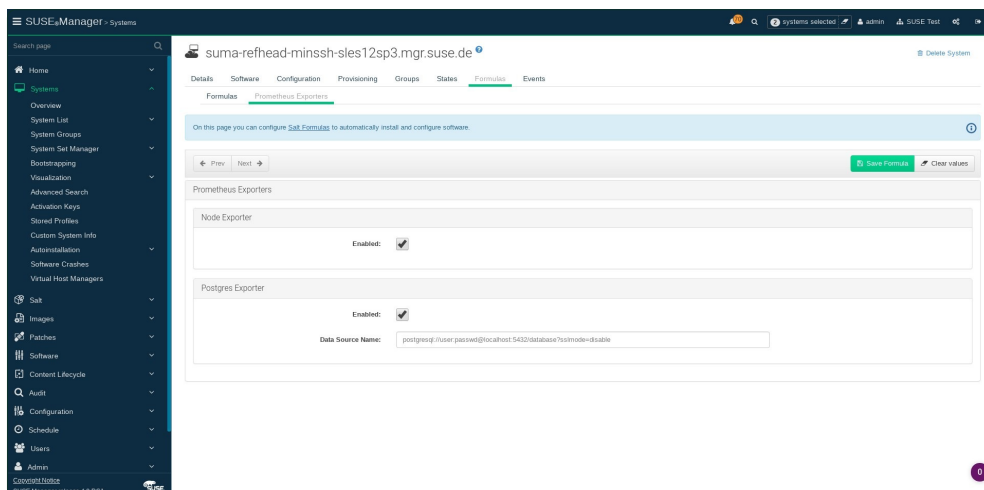 SUSE®Manager > Systems
70
2 systems selected
admin
SUSE Test
Search page
Home
Systems
Overview
System List
System Groups
System Set Manager
Bootstrapping
Visualization
Advanced Search
Activation Keys
Stored Profiles
Custom System Info
Autoinstallation
Software Crashes
Virtual Host Managers
Salt
Images
Patches
Software
Content Lifecycle
Audit
Configuration
Schedule
Users
Admin
Copyright Notice
SUSE
suma-refhead-minssh-sles12sp3.mgr.suse.de ?
Delete System
Details Software Configuration Provisioning Groups States Formulas Events
Formulas Prometheus Exporters
On this page you can configure Salt Formulas to automatically install and configure software.
Prev Next
Save Formula Clear values
Prometheus Exporters
Node Exporter
Enabled:
Postgres Exporter
Enabled:
Data Source Name: postgresql://user:passwd@localhost:5432/database?sslmode=disable
0